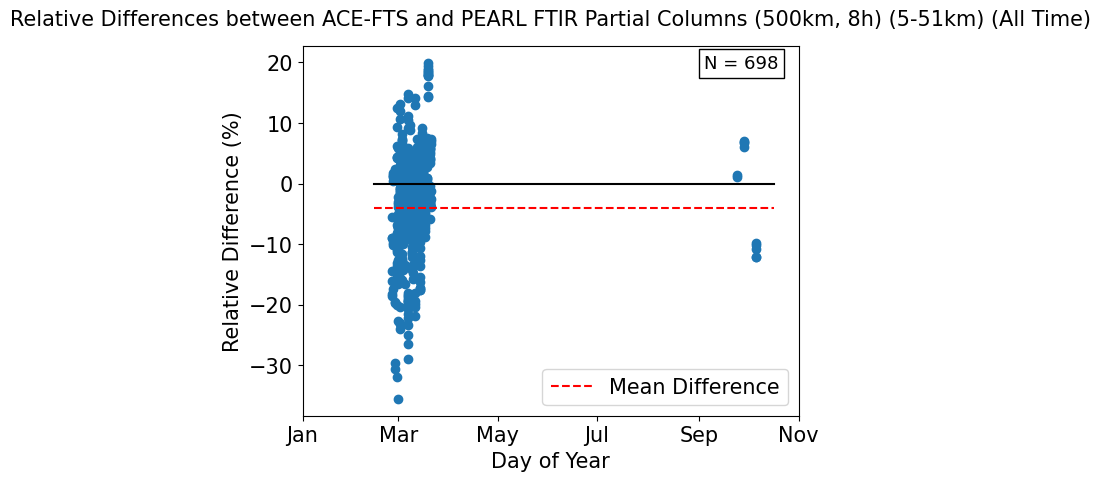 Relative Differences between ACE-FTS and PEARL FTIR Partial Columns (500km, 8h) (5-51km) (All Time)
N = 698
20
10
0
−10
−20
−30
Relative Difference (%)
Mean Difference
Jan Mar May Jul Sep Nov
Day of Year